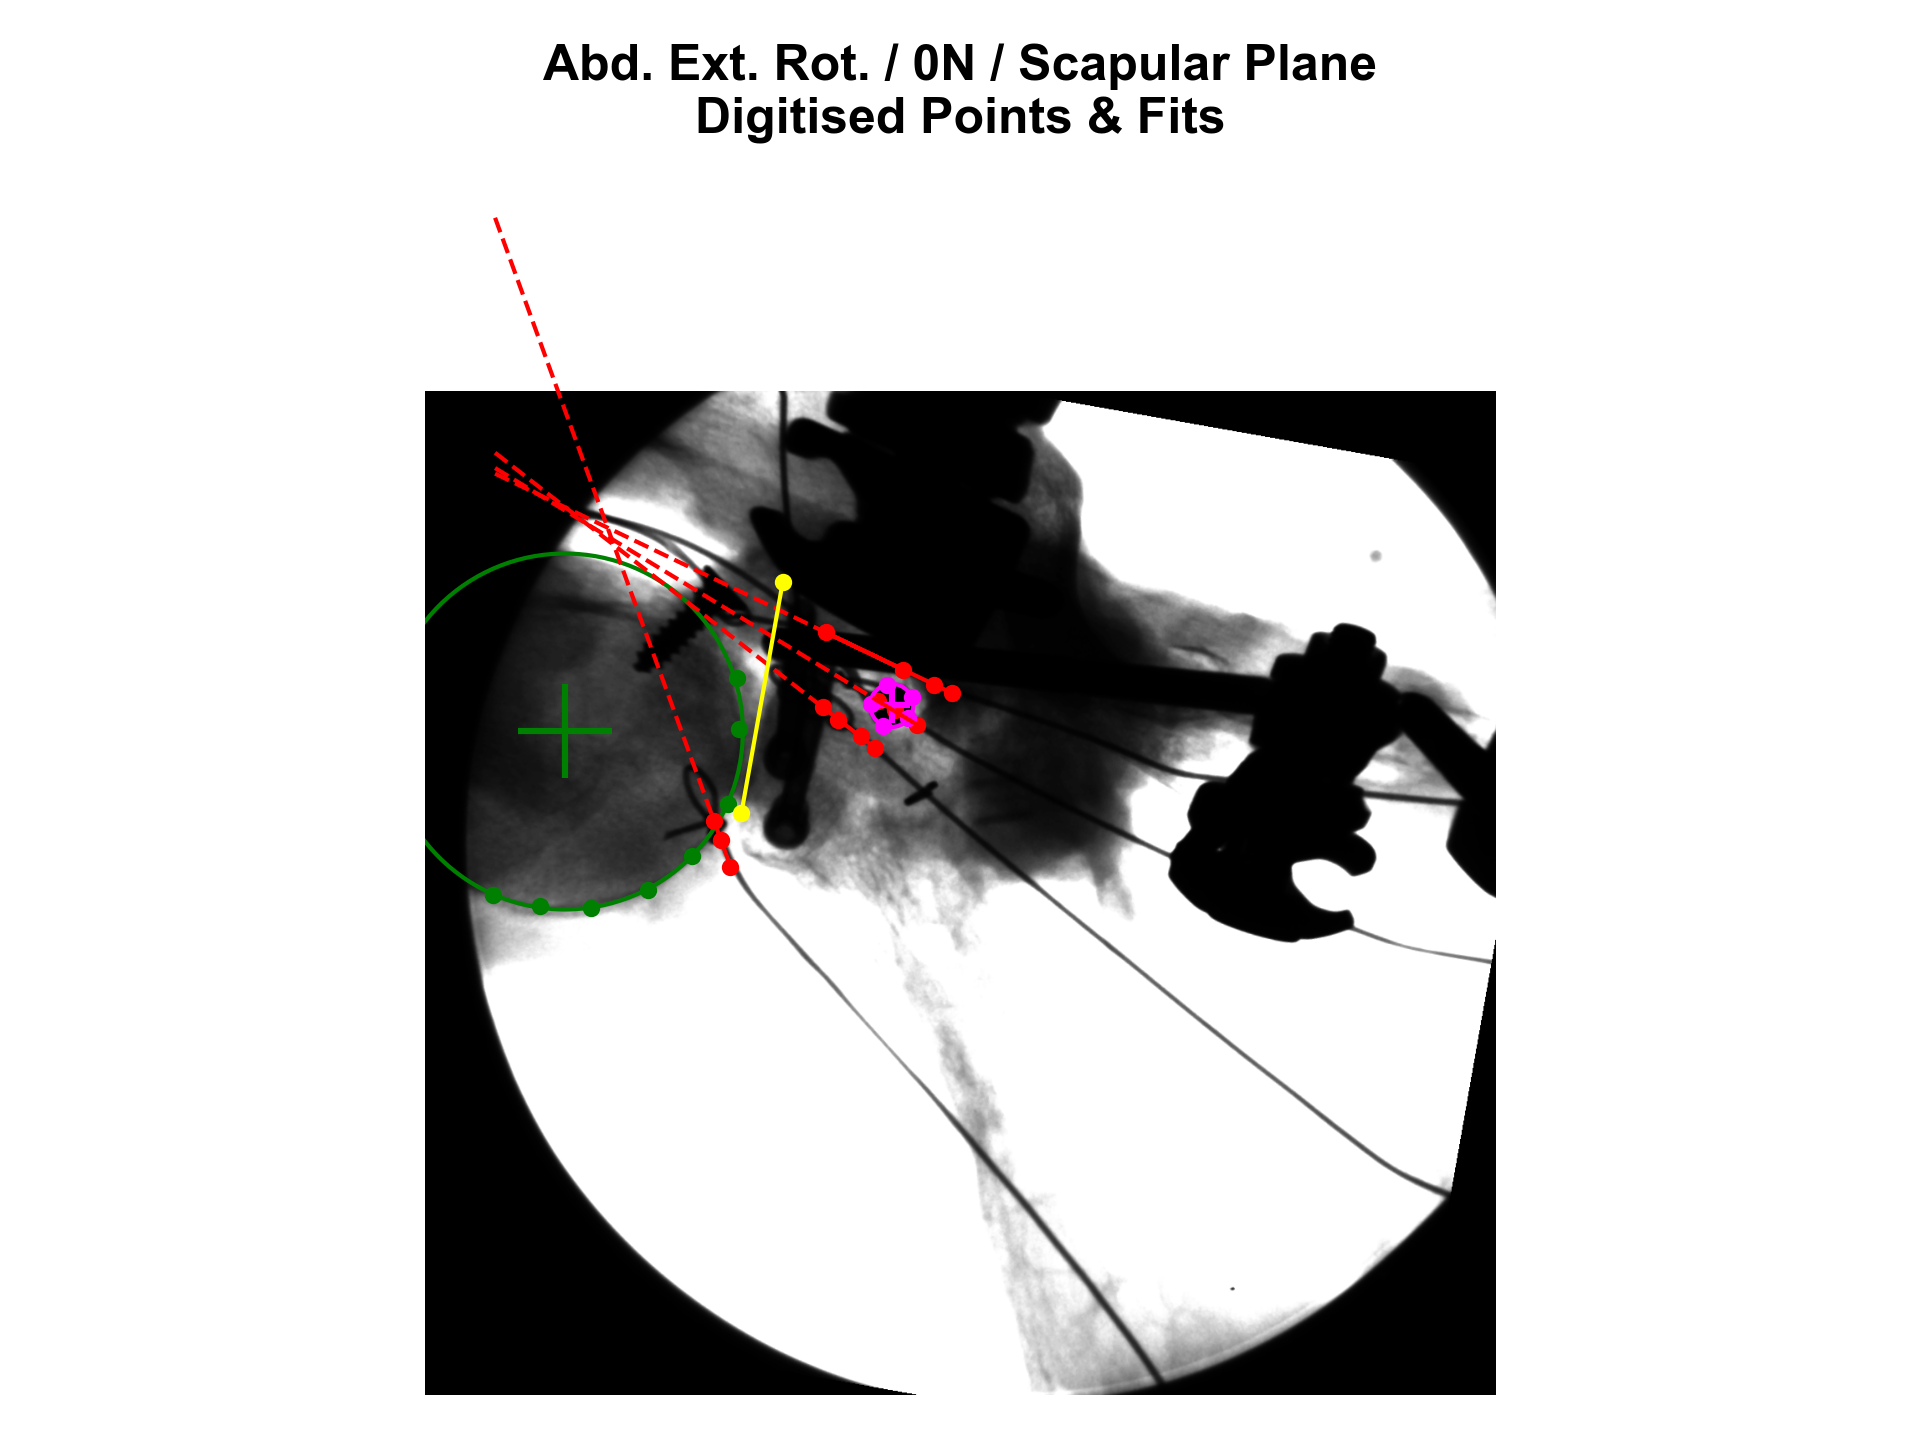 Abd. Ext. Rot. / 0N / Scapular Plane
Digitised Points & Fits